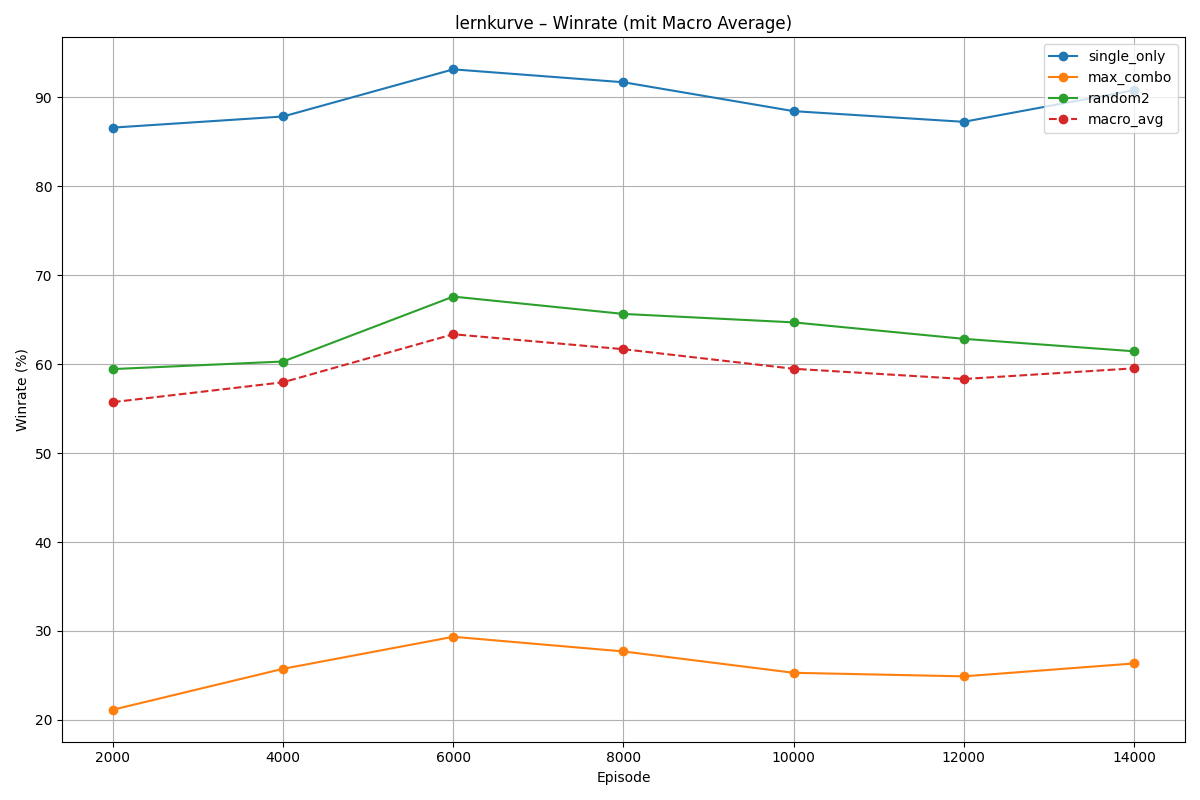 lernkurve – Winrate (mit Macro Average)
single_only
max_combo
random2
macro_avg
Winrate (%)
90
80
70
60
50
40
30
20
2000 4000 6000 8000 10000 12000 14000
Episode